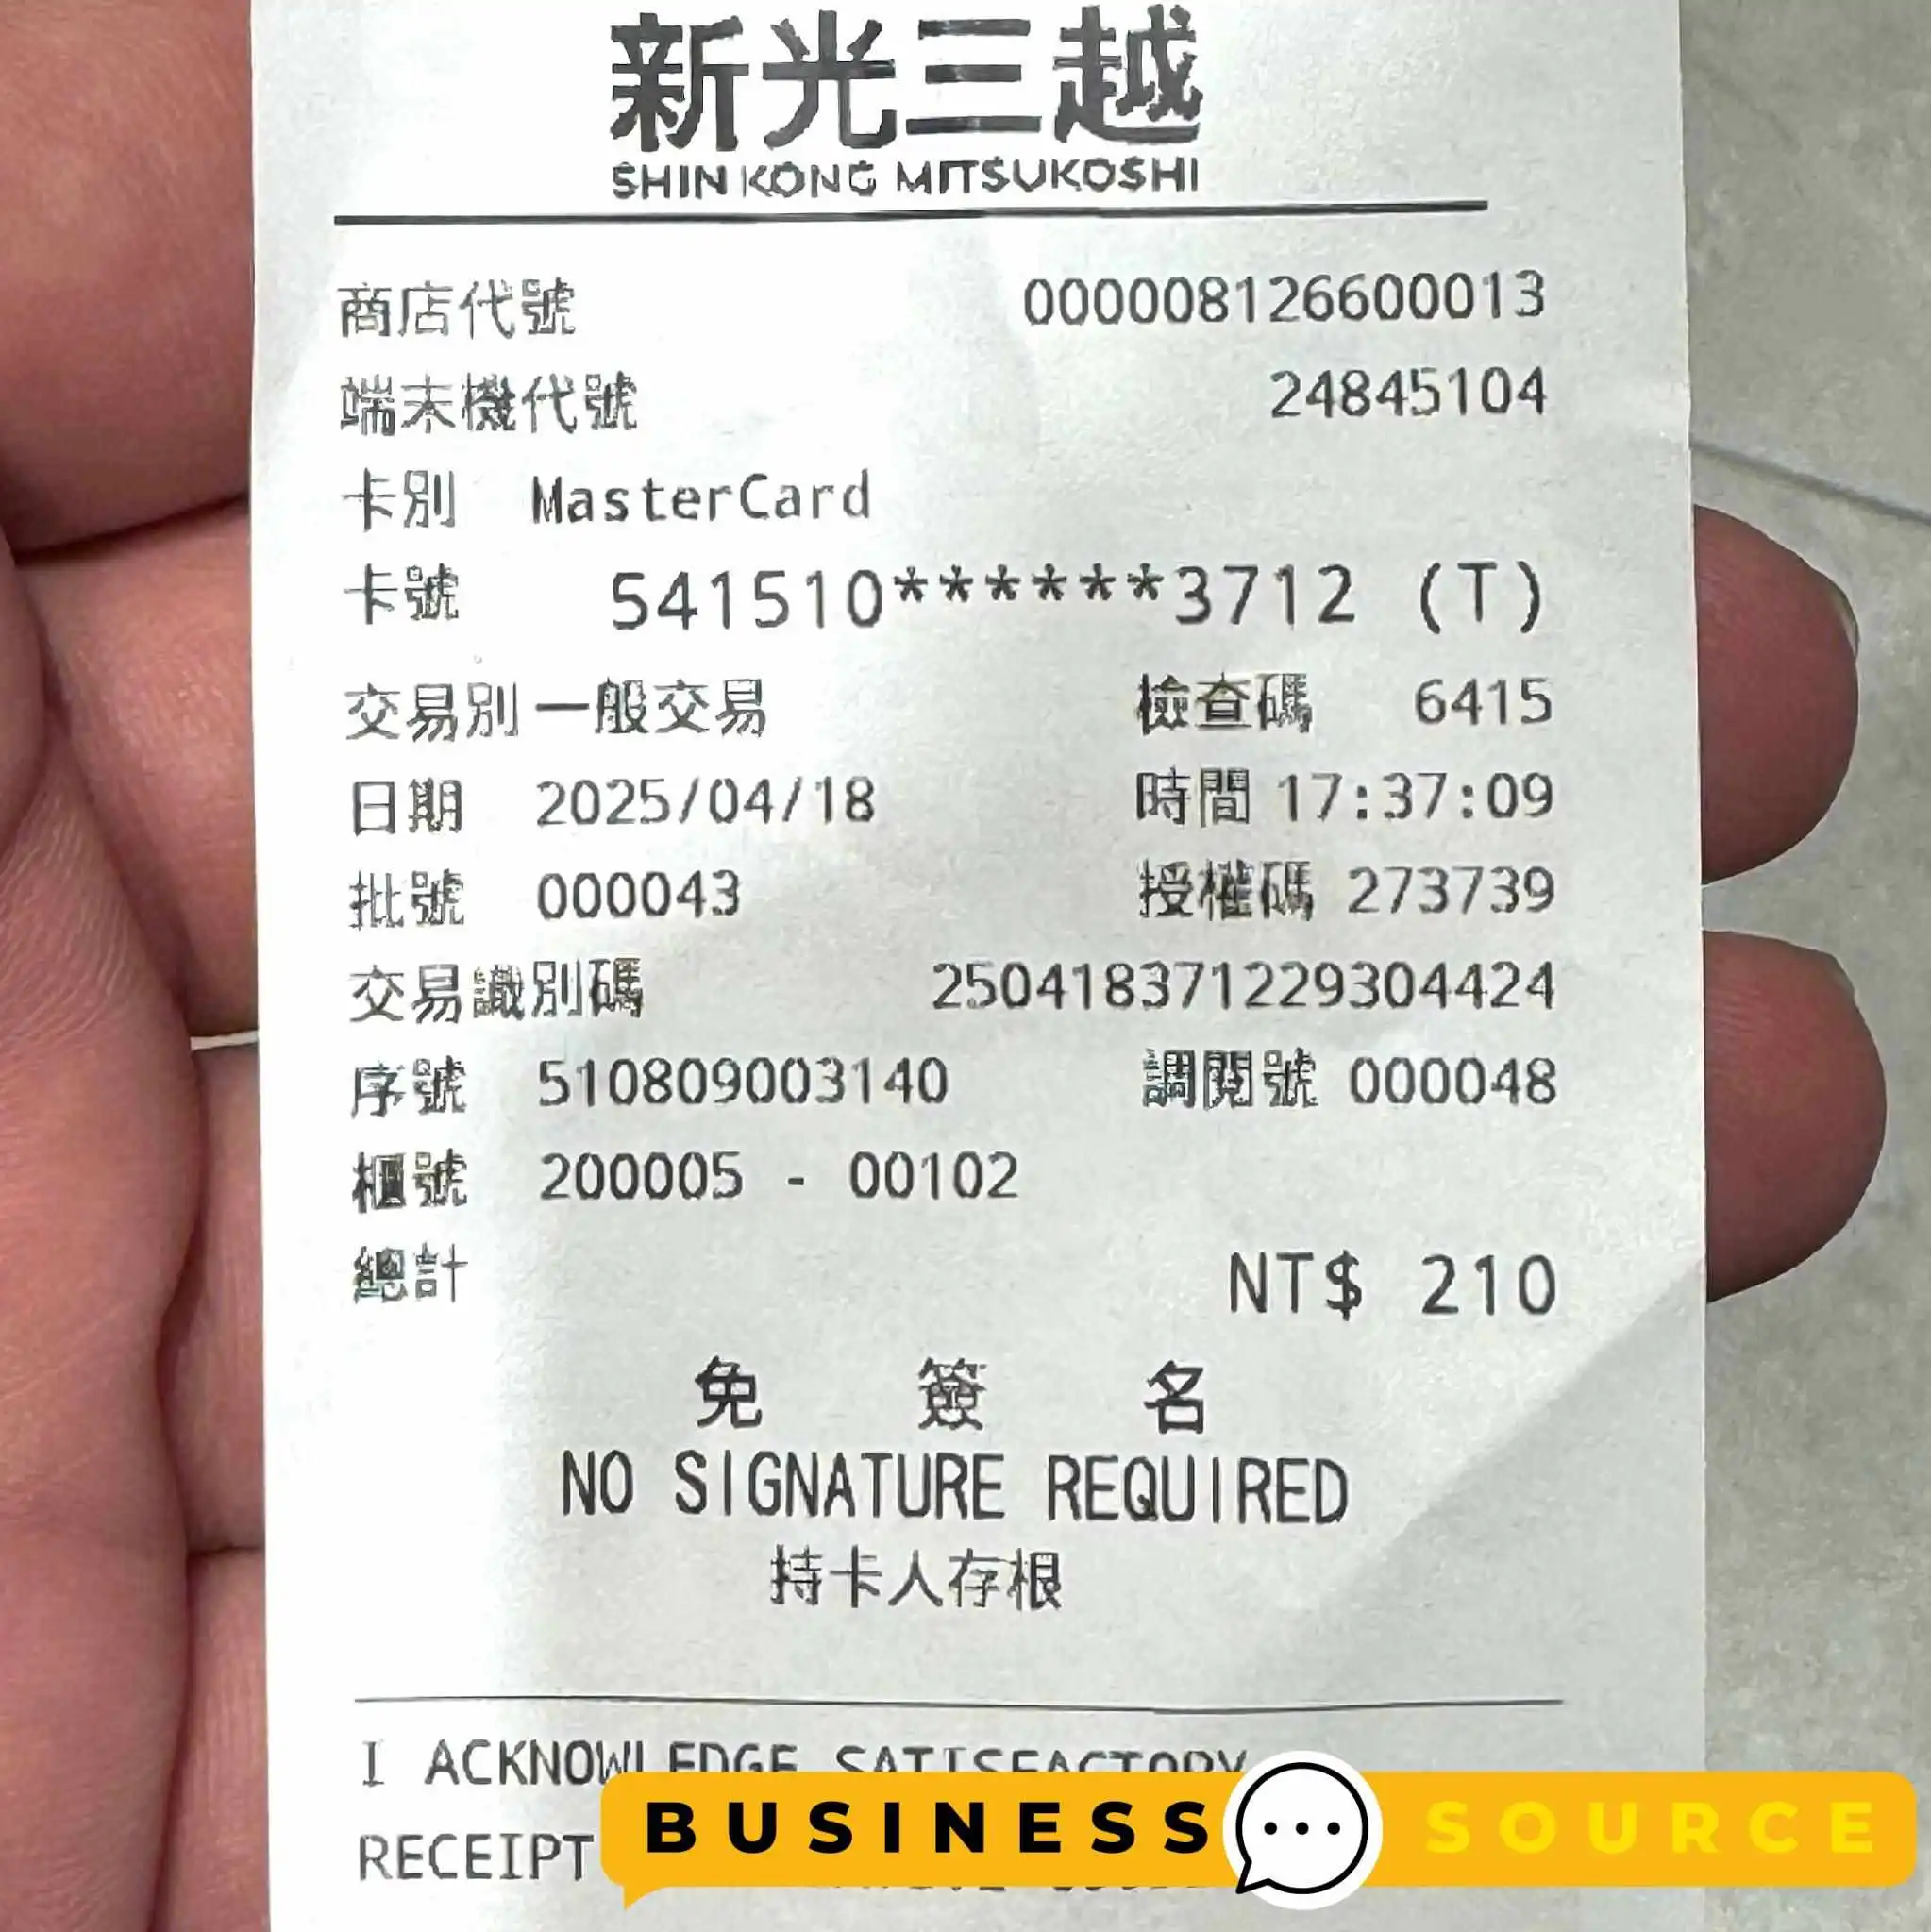 新光三越
SHIN KONG MITSUKOSHI
商店代號 000008126600013
端末機代號 24845104
卡別 MasterCard
卡號 541510******3712 (T)
交易別 一般交易 檢查碼 6415
日期 2025/04/18 時間 17:37:09
批號 000043 授權碼 273739
交易識別碼 250418371229304424
序號 510809003140 調閱號 000048
櫃號 200005 - 00102
總計 NT$ 210
免 簽 名
NO SIGNATURE REQUIRED
持卡人存根
I ACKNOWLEDGE SATISFACTORY
RECEIPT
BUSINESS SOURCE